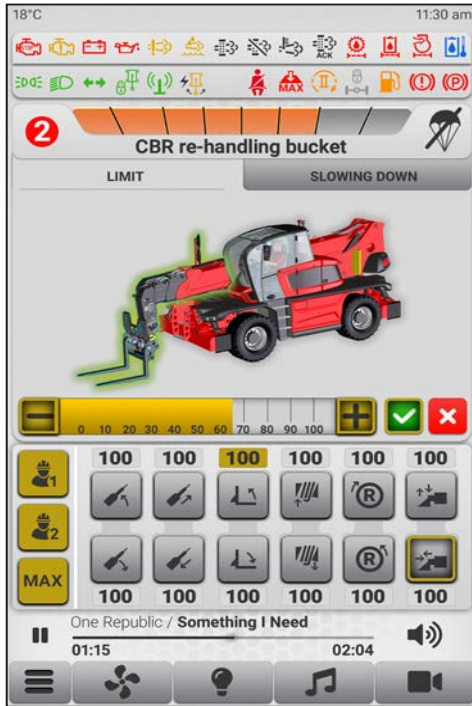 18°C 11:30 am
STOP
ACK
MAX
2
CBR re-handling bucket
LIMIT SLOWING DOWN
0 10 20 30 40 50 60 70 80 90 100
100 100 100 100 100 100
1
R R
2
MAX
100 100 100 100 100 100
One Republic / Something I Need
01:15 02:04